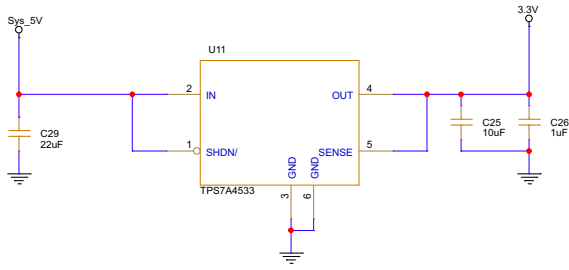 Sys_5V
3.3V
U11
2
IN
OUT
4
C29
22uF
1
SHDN/
SENSE
5
C25
10uF
C26
1uF
GND
GND
TPS7A4533
3
6